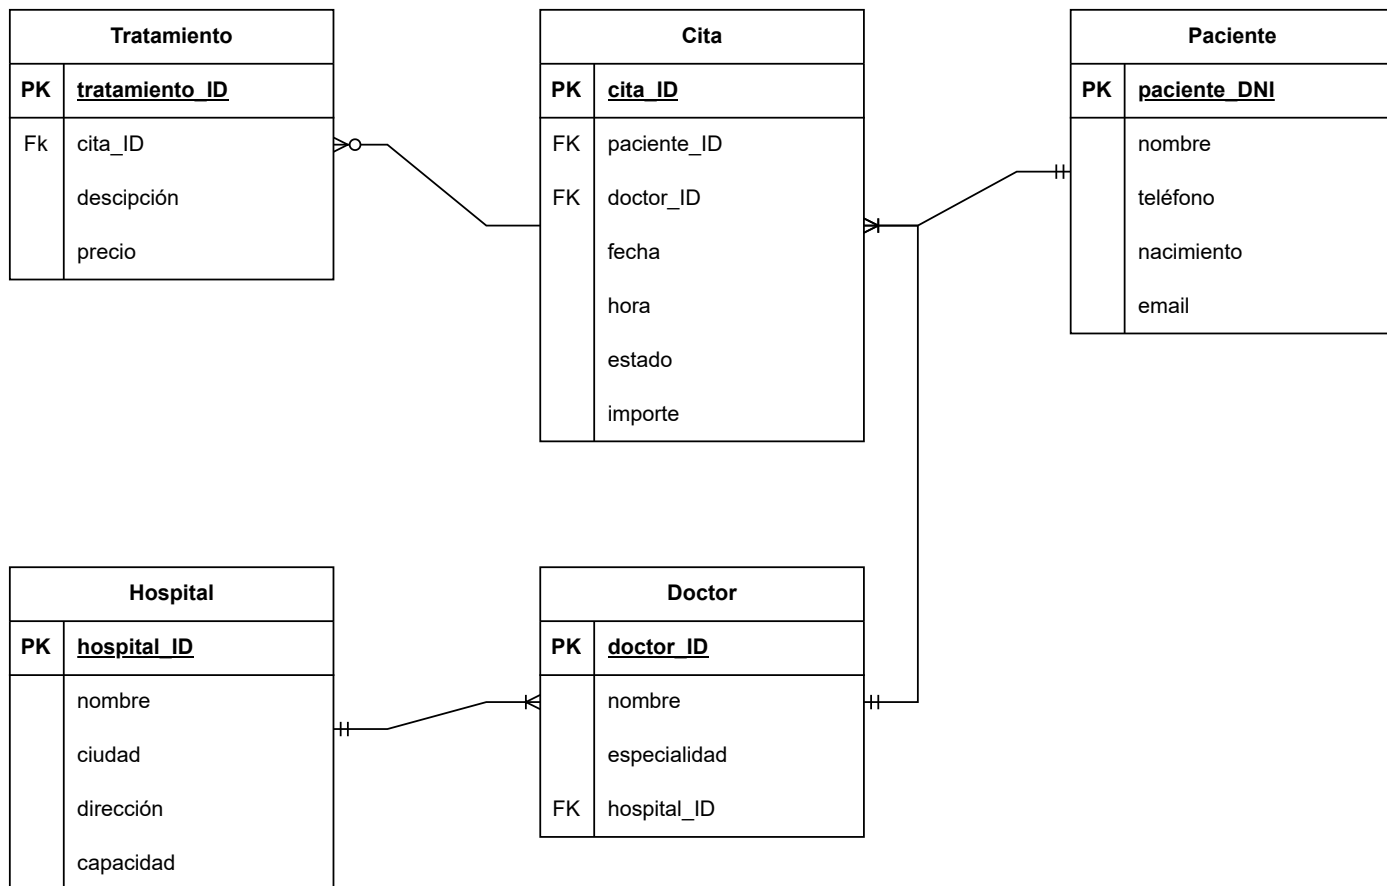 Tratamiento
PK tratamiento_ID
Fk cita_ID
descipción
precio
Cita
PK cita_ID
FK paciente_ID
FK doctor_ID
fecha
hora
estado
importe
Paciente
PK paciente_DNI
nombre
teléfono
nacimiento
email
Hospital
PK hospital_ID
nombre
ciudad
dirección
capacidad
Doctor
PK doctor_ID
nombre
especialidad
FK hospital_ID